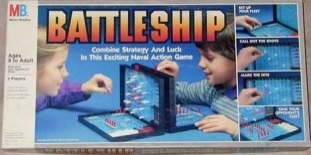 MB
BATTLESHIP
Combine Strategy And Luck
In This Exciting Naval Action Game
Ages
8 to Adult
2 Players
SET UP
YOUR FLEET
CALL OUT THE SHOTS
MARK THE HITS
SINK YOUR
OPPONENT'S
FLEET